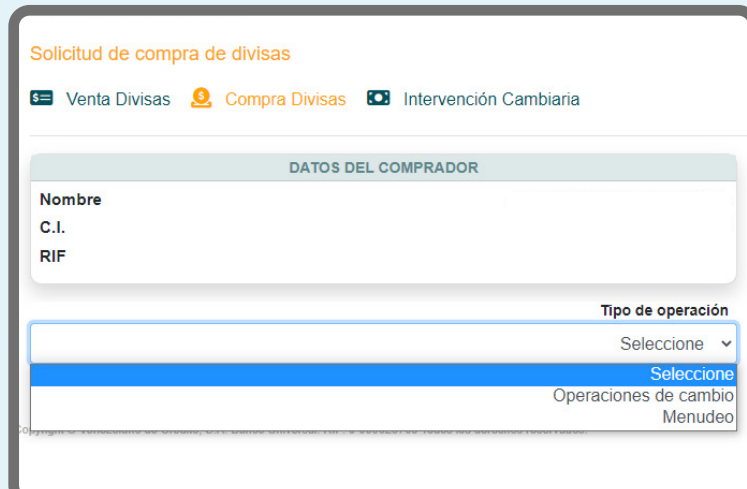 Solicitud de compra de divisas
Venta Divisas Compra Divisas Intervención Cambiaria
DATOS DEL COMPRADOR
Nombre
C.I.
RIF
Tipo de operación
Seleccione
Seleccione
Operaciones de cambio
Menudeo